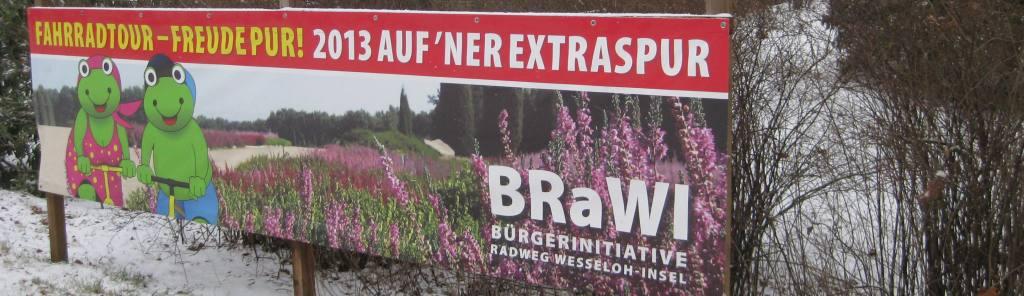 FAHRRADTOUR – FREUDE PUR! 2013 AUF 'NER EXTRASPUR
BRaWI
BÜRGERINITIATIVE
RADWEG WESSELOH-INSEL